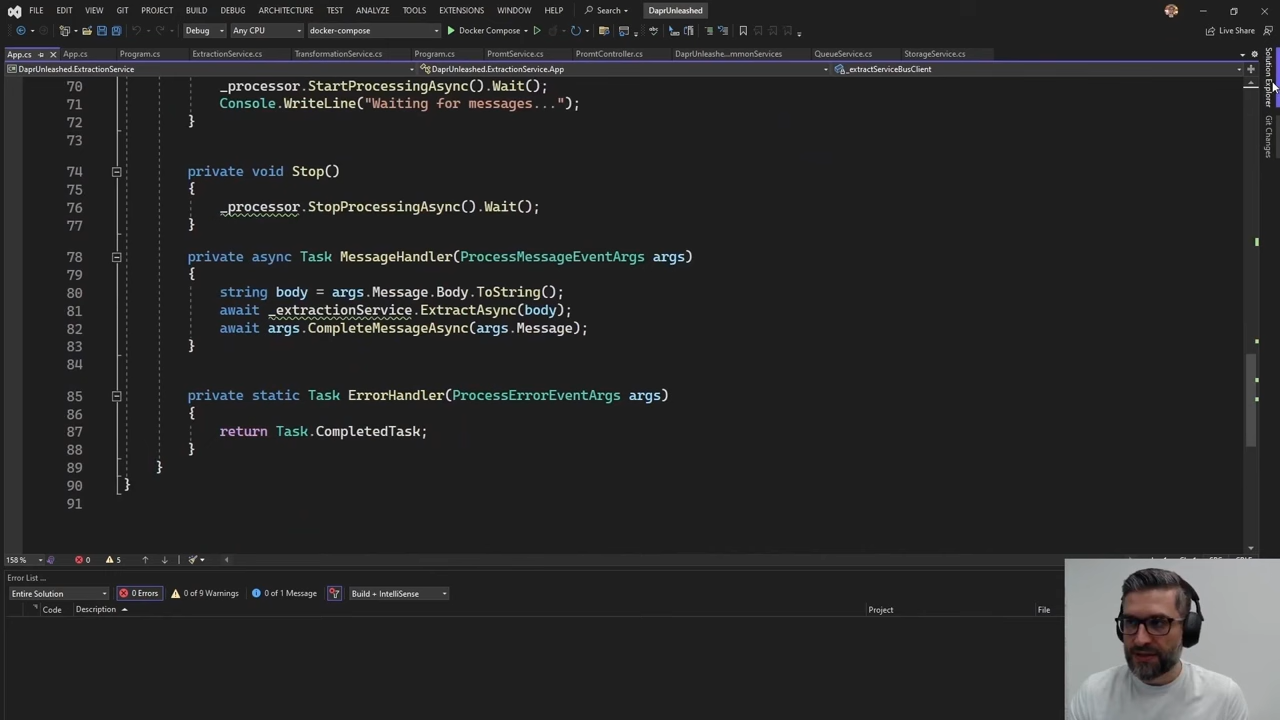 FILE EDIT VIEW GIT PROJECT BUILD DEBUG ARCHITECTURE TEST ANALYZE TOOLS EXTENSIONS WINDOW HELP Search DaprUnleashed
Debug Any CPU docker-compose Docker Compose Live Share
App.cs App.cs Program.cs ExtractionService.cs TransformationService.cs Program.cs PromtService.cs PromtController.cs DaprUnleashe...mmonServices QueueService.cs StorageService.cs
DaprUnleashed.ExtractionService DaprUnleashed.ExtractionService.App _extractServiceBusClient
Solution Explorer
Git Changes
70 _processor.StartProcessingAsync().Wait();
71 Console.WriteLine("Waiting for messages...");
72 }
73
74 private void Stop()
75 {
76 _processor.StopProcessingAsync().Wait();
77 }
78 private async Task MessageHandler(ProcessMessageEventArgs args)
79 {
80 string body = args.Message.Body.ToString();
81 await _extractionService.ExtractAsync(body);
82 await args.CompleteMessageAsync(args.Message);
83 }
84
85 private static Task ErrorHandler(ProcessErrorEventArgs args)
86 {
87 return Task.CompletedTask;
88 }
89 }
90 }
91
158 % 0 5
Error List ...
Entire Solution 0 Errors 0 of 9 Warnings 0 of 1 Message Build + IntelliSense
Code Description Project File